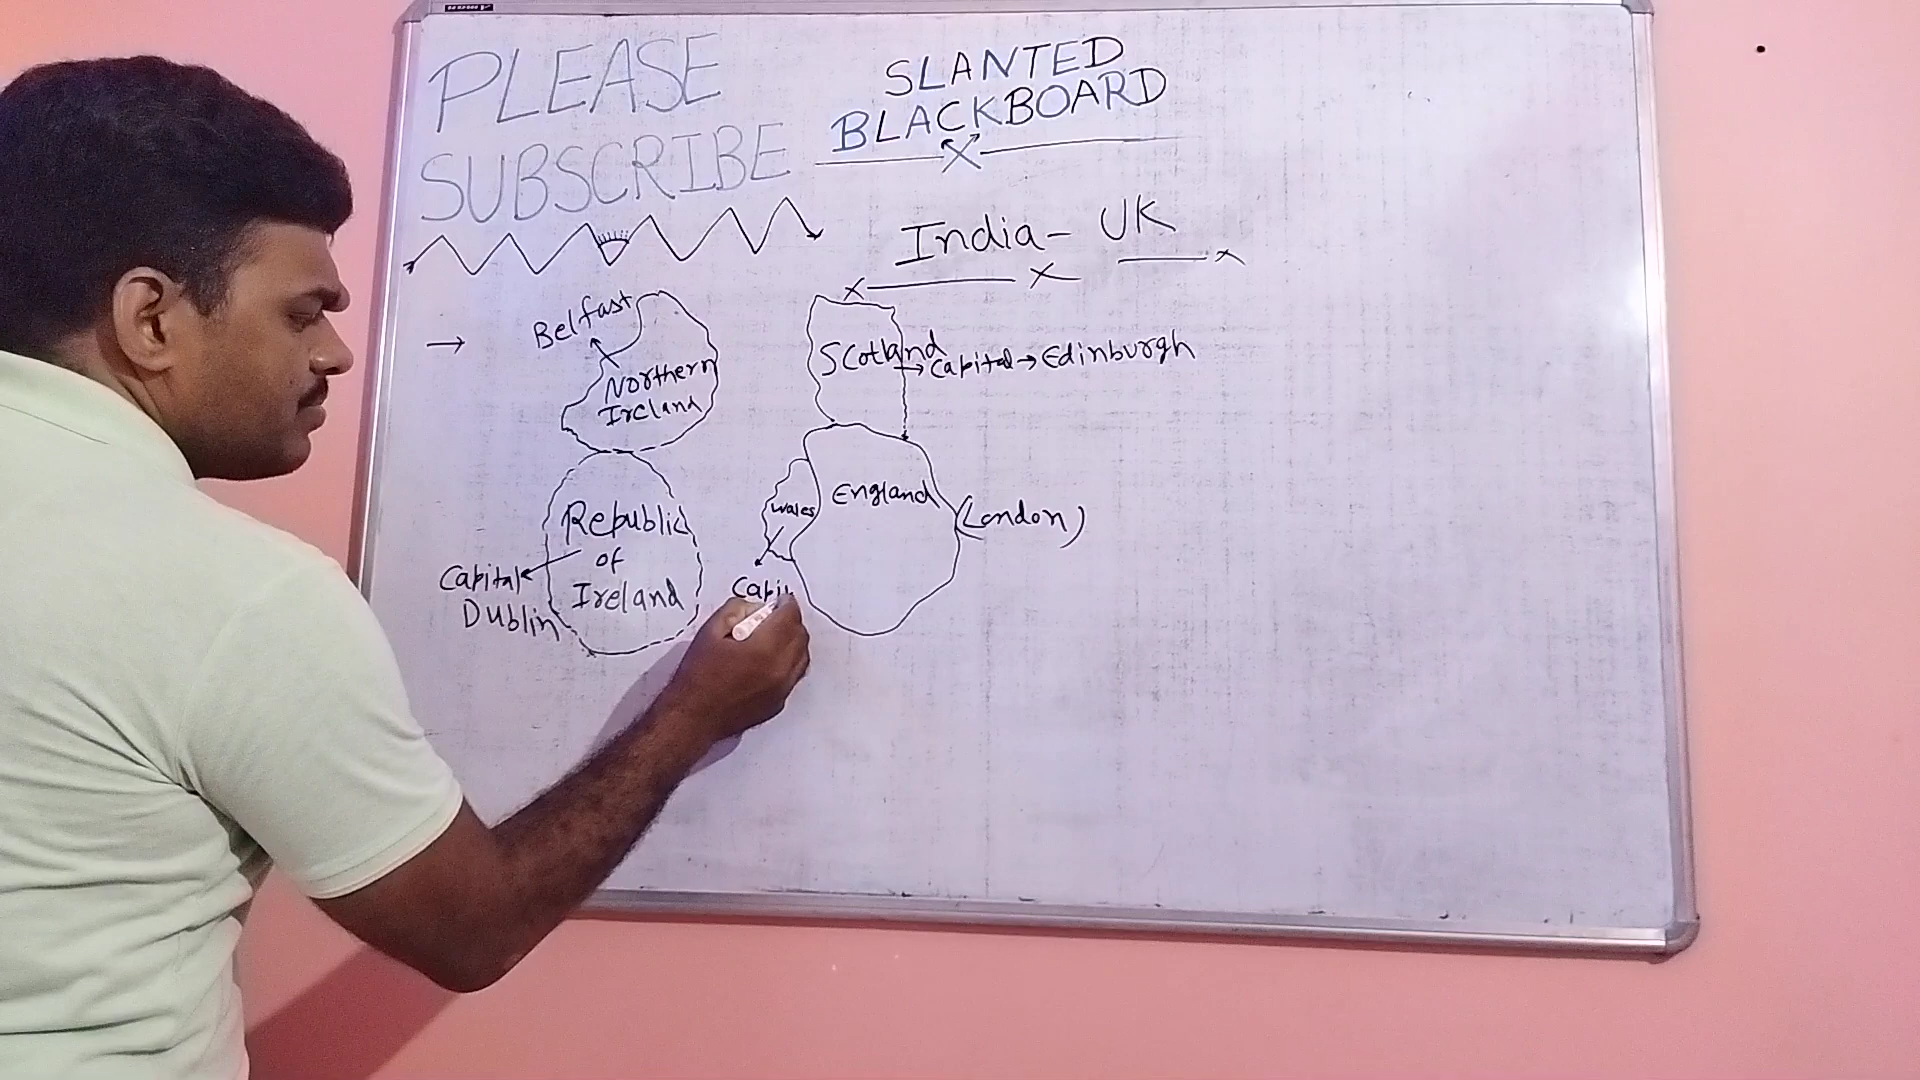 PLEASE
SUBSCRIBE
SLANTED
BLACKBOARD
India - UK
Belfast
Northern
Ireland
Scotland
Capital → Edinburgh
Republic
of
Ireland
Capital
Dublin
Wales
England
(London)
Capi